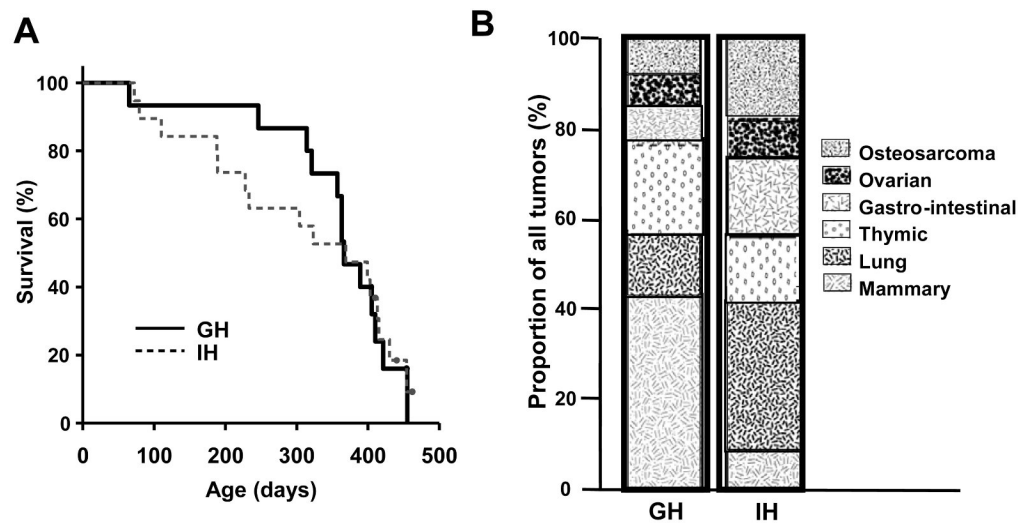 A
Survival (%)
100
80
60
40
20
0
0 100 200 300 400 500
Age (days)
GH
IH
B
Proportion of all tumors (%)
100
80
60
40
20
0
GH IH
Osteosarcoma
Ovarian
Gastro-intestinal
Thymic
Lung
Mammary